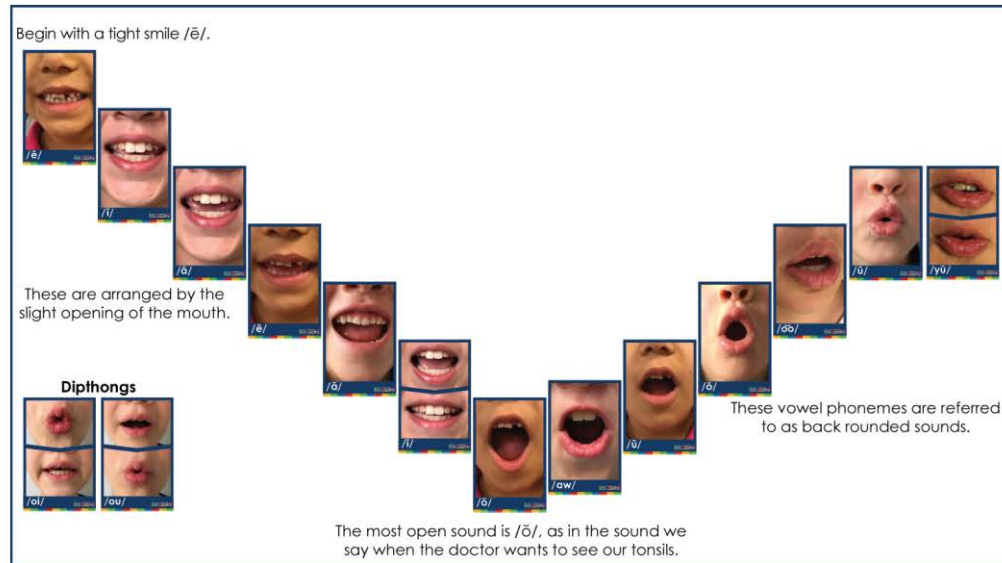 Begin with a tight smile /ē/.
/ē/
/ĭ/
/ā/
/ĕ/
/ă/
/ī/
/ŏ/
/aw/
/ŭ/
/ō/
/o͝o/
/ū/
/yū/
These are arranged by the
slight opening of the mouth.
Dipthongs
/oi/
/ou/
These vowel phonemes are referred
to as back rounded sounds.
The most open sound is /ŏ/, as in the sound we
say when the doctor wants to see our tonsils.